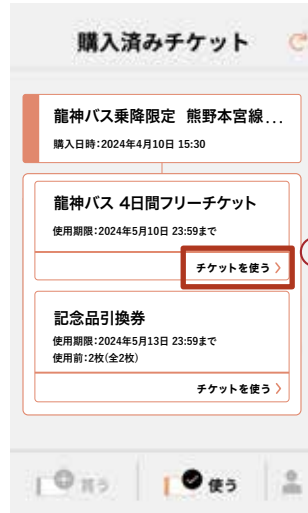 購入済みチケット
龍神バス乗降限定 熊野本宮線...
購入日時:2024年4月10日 15:30
龍神バス 4日間フリーチケット
使用期限:2024年5月10日 23:59まで
チケットを使う 〉
記念品引換券
使用期限:2024年5月13日 23:59まで
使用前:2枚(全2枚)
チケットを使う 〉
買う
使う